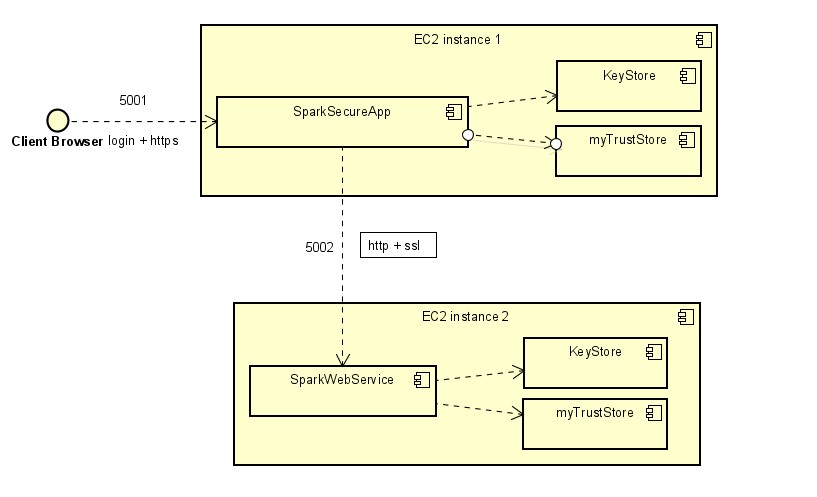 EC2 instance 1
KeyStore
5001
SparkSecureApp
Client Browser login + https
myTrustStore
5002
http + ssl
EC2 instance 2
KeyStore
SparkWebService
myTrustStore